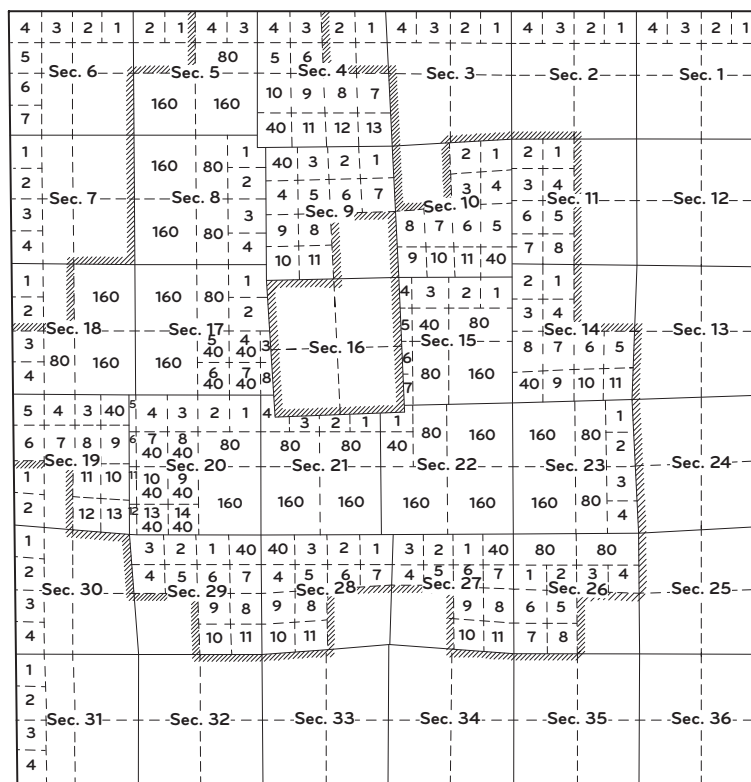 4 3 2 1 2 1 4 3 4 3 2 1 4 3 2 1 4 3 2 1 4 3 2 1
5 80 5 6
Sec. 6 Sec. 5 Sec. 4 Sec. 3 Sec. 2 Sec. 1
6 10 9 8 7
160 160
7 40 11 12 13
1 160 80 1 40 3 2 1 2 1 2 1
2 2 4 5 6 7 3 4 3 4
Sec. 7 Sec. 8 Sec. 9 Sec. 10 Sec. 11 Sec. 12
3 160 80 3 9 8 8 7 6 5 6 5
4 4 10 11 9 10 11 40 7 8
1 160 160 80 1 4 3 2 1 2 1
2 2 5 40 80 3 4
Sec. 18 Sec. 17 Sec. 16 Sec. 15 Sec. 14 Sec. 13
5 4 3
3 40 40 6 8 7 6 5
80 160 160 80 160
4 6 7 8 7 40 9 10 11
40 40
5 4 3 40 5 4 3 2 1 4 3 2 1 1 1
6 7 8 9 6 7 8 80 80 80 40 80 160 160 80 2
40 40
Sec. 19 Sec. 20 Sec. 21 Sec. 22 Sec. 23 Sec. 24
1 11 10 11 10 9 3
40 40
160 160 160 160 160 160 80
2 12 13 12 13 14 4
40 40
1 3 2 1 40 40 3 2 1 3 2 1 40 80 80
2 4 5 6 7 4 5 6 7 4 5 6 7 1 2 3 4
Sec. 30 Sec. 29 Sec. 28 Sec. 27 Sec. 26 Sec. 25
3 9 8 9 8 9 8 6 5
4 10 11 10 11 10 11 7 8
1
2
Sec. 31 Sec. 32 Sec. 33 Sec. 34 Sec. 35 Sec. 36
3
4